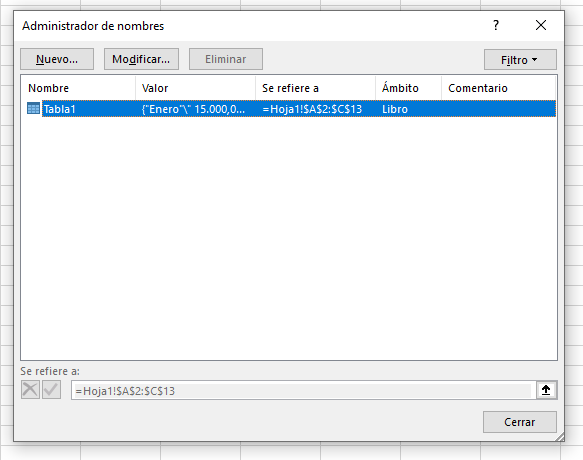 Administrador de nombres ?
Nuevo... Modificar... Eliminar Filtro
Nombre Valor Se refiere a Ámbito Comentario
Tabla1 {"Enero"\" 15.000,0... =Hoja1!$A$2:$C$13 Libro
Se refiere a:
=Hoja1!$A$2:$C$13
Cerrar